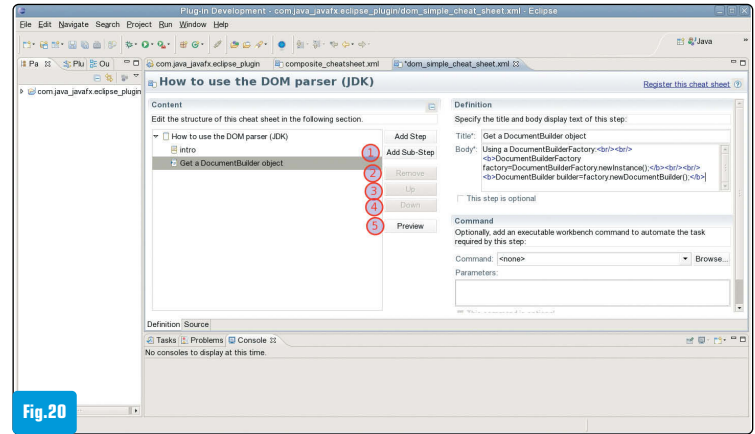 Plug-in Development - com.java_javafx.eclipse_plugin/dom_simple_cheat_sheet.xml - Eclipse
File Edit Navigate Search Project Run Window Help
Java
Pa Plu Ou
com.java_javafx.eclipse_plugin composite_cheatsheet.xml *dom_simple_cheat_sheet.xml
com.java_javafx.eclipse_plugin
How to use the DOM parser (JDK)
Register this cheat sheet
Content
Edit the structure of this cheat sheet in the following section.
How to use the DOM parser (JDK)
intro
Get a DocumentBuilder object
Add Step
1 Add Sub-Step
2 Remove
3 Up
4 Down
5 Preview
Definition
Specify the title and body display text of this step:
Title*: Get a DocumentBuilder object
Body*: Using a DocumentBuilderFactory:<br/><br/>
<b>DocumentBuilderFactory
factory=DocumentBuilderFactory.newInstance();</b><br/><br/>
<b>DocumentBuilder builder=factory.newDocumentBuilder();</b>
This step is optional
Command
Optionally, add an executable workbench command to automate the task
required by this step:
Command: <none> Browse...
Parameters:
This command is optional
Definition Source
Tasks Problems Console
No consoles to display at this time.
Fig.20